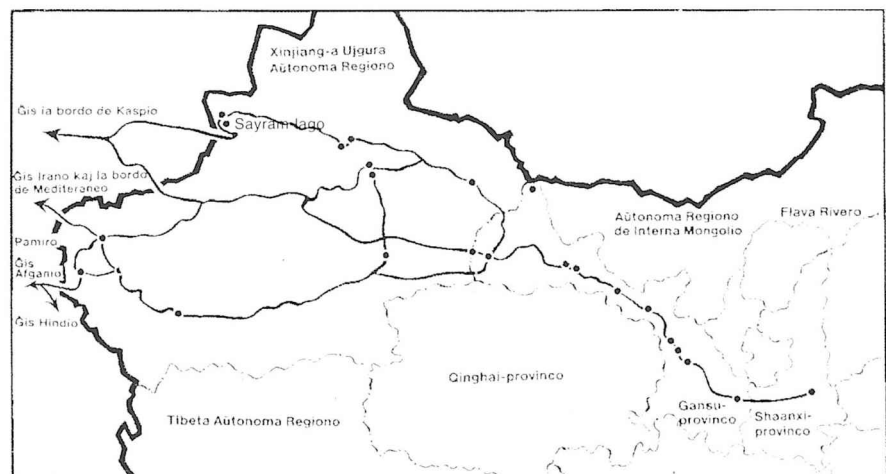 Xinjiang-a Ujgura
Aŭtonoma Regiono
Ĝis la bordo de Kaspio
Sayram-lago
Ĝis Irano kaj la bordo
de Mediteraneo
Aŭtonoma Regiono
de Interna Mongolio
Flava Rivero
Pamiro
Ĝis
Afganio
Ĝis Hindio
Qinghai-provinco
Tibeta Aŭtonoma Regiono
Gansu-
provinco
Shaanxi-
provinco